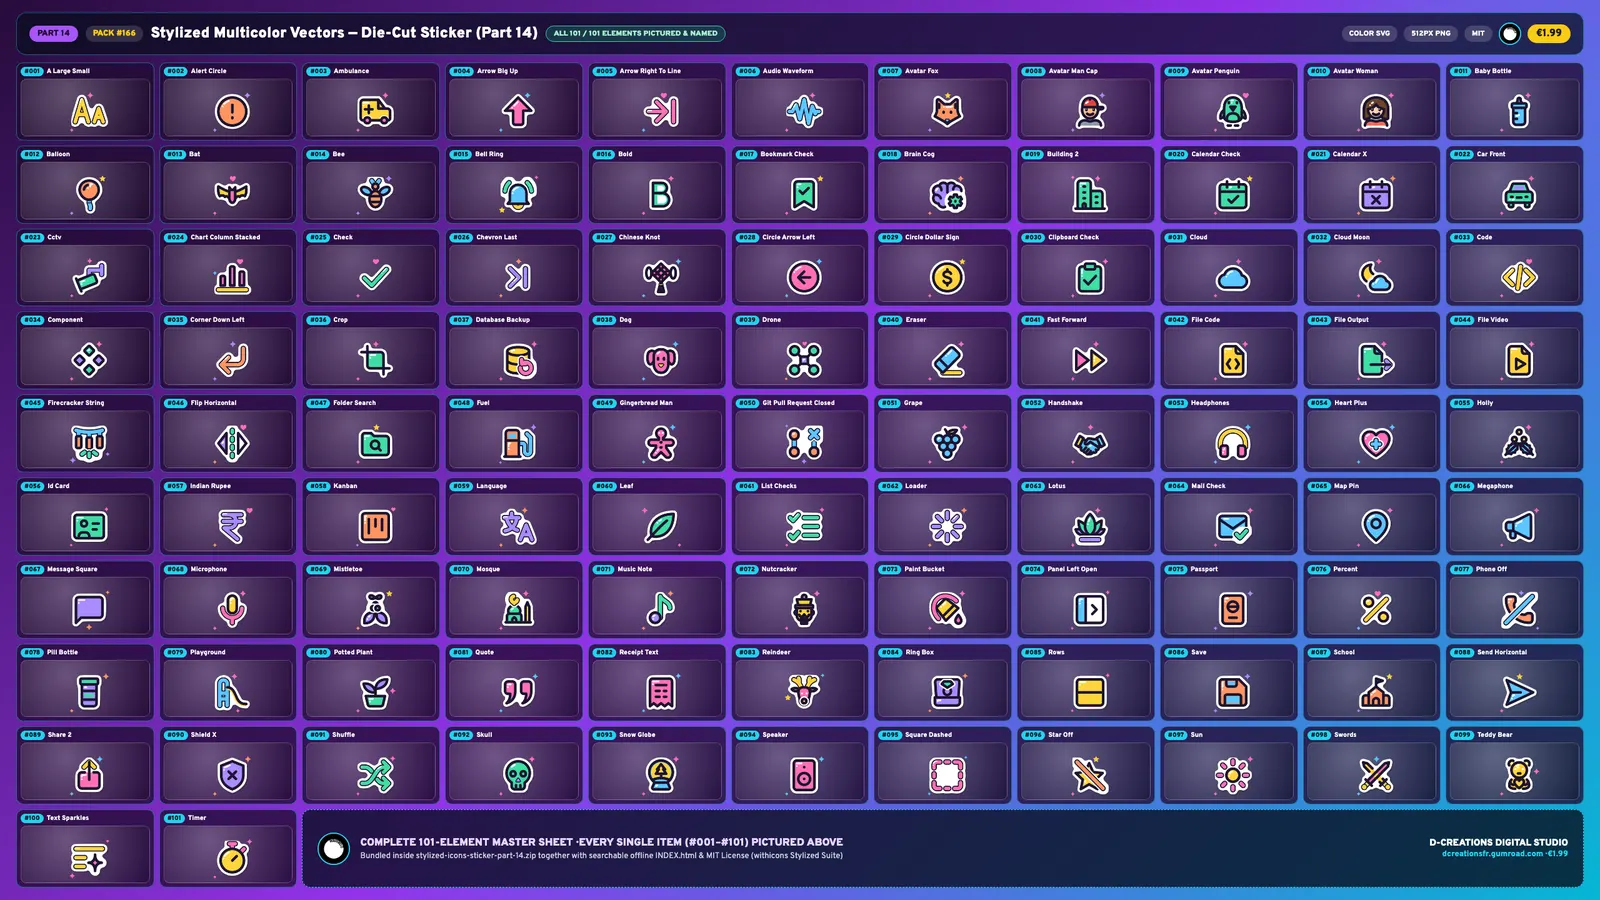 PART 14 PACK #166 Stylized Multicolor Vectors – Die-Cut Sticker (Part 14) ALL 101 / 101 ELEMENTS PICTURED & NAMED COLOR SVG 512PX PNG MIT €1.99
#001 A Large Small #002 Alert Circle #003 Ambulance #004 Arrow Big Up #005 Arrow Right To Line #006 Audio Waveform #007 Avatar Fox #008 Avatar Man Cap #009 Avatar Penguin #010 Avatar Woman #011 Baby Bottle
#012 Balloon #013 Bat #014 Bee #015 Bell Ring #016 Bold #017 Bookmark Check #018 Brain Cog #019 Building 2 #020 Calendar Check #021 Calendar X #022 Car Front
#023 Cctv #024 Chart Column Stacked #025 Check #026 Chevron Last #027 Chinese Knot #028 Circle Arrow Left #029 Circle Dollar Sign #030 Clipboard Check #031 Cloud #032 Cloud Moon #033 Code
#034 Component #035 Corner Down Left #036 Crop #037 Database Backup #038 Dog #039 Drone #040 Eraser #041 Fast Forward #042 File Code #043 File Output #044 File Video
#045 Firecracker String #046 Flip Horizontal #047 Folder Search #048 Fuel #049 Gingerbread Man #050 Git Pull Request Closed #051 Grape #052 Handshake #053 Headphones #054 Heart Plus #055 Holly
#056 Id Card #057 Indian Rupee #058 Kanban #059 Language #060 Leaf #061 List Checks #062 Loader #063 Lotus #064 Mail Check #065 Map Pin #066 Megaphone
#067 Message Square #068 Microphone #069 Mistletoe #070 Mosque #071 Music Note #072 Nutcracker #073 Paint Bucket #074 Panel Left Open #075 Passport #076 Percent #077 Phone Off
#078 Pill Bottle #079 Playground #080 Potted Plant #081 Quote #082 Receipt Text #083 Reindeer #084 Ring Box #085 Rows #086 Save #087 School #088 Send Horizontal
#089 Share 2 #090 Shield X #091 Shuffle #092 Skull #093 Snow Globe #094 Speaker #095 Square Dashed #096 Star Off #097 Sun #098 Swords #099 Teddy Bear
#100 Text Sparkles #101 Timer
COMPLETE 101-ELEMENT MASTER SHEET · EVERY SINGLE ITEM (#001–#101) PICTURED ABOVE
Bundled inside stylized-icons-sticker-part-14.zip together with searchable offline INDEX.html & MIT License (withicons Stylized Suite)
D-CREATIONS DIGITAL STUDIO
dcreationsfr.gumroad.com · €1.99